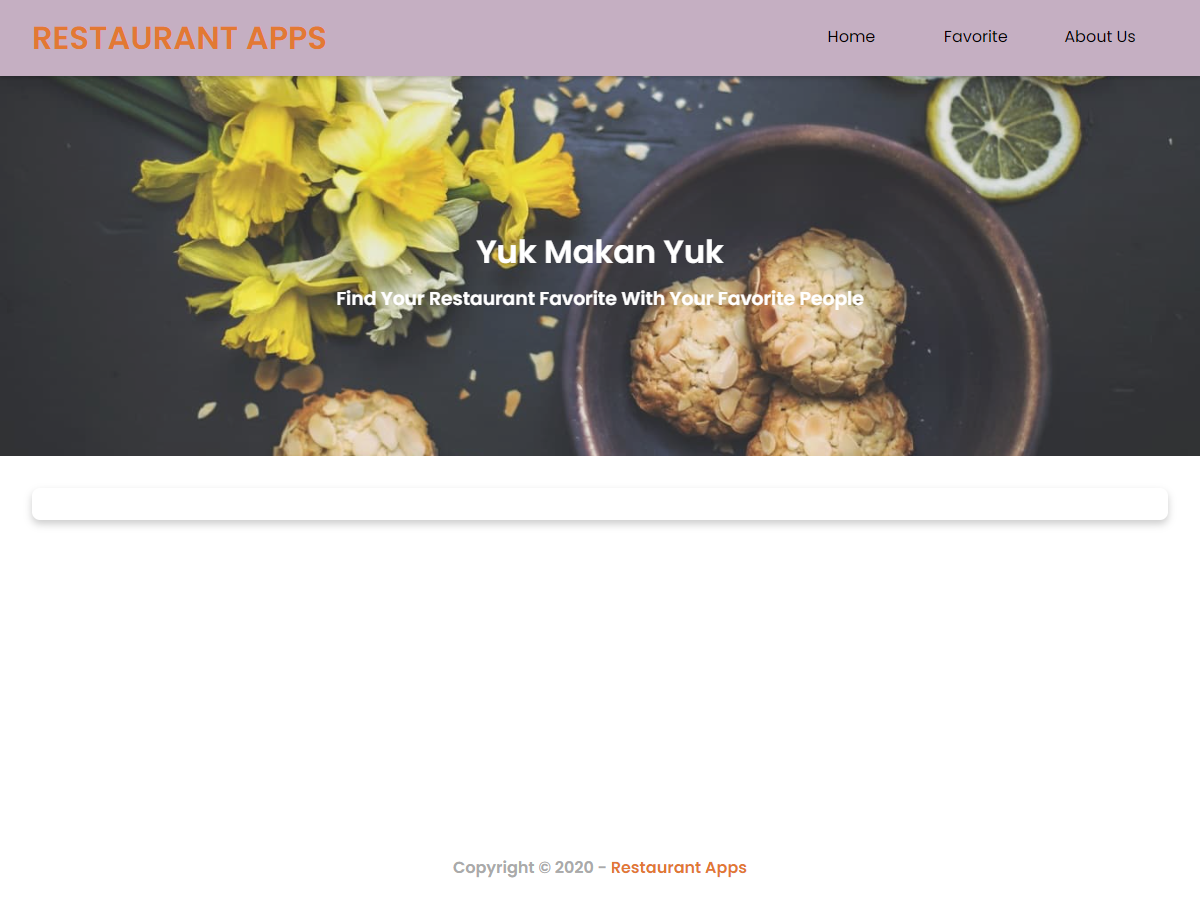 RESTAURANT APPS
Home Favorite About Us
Yuk Makan Yuk
Find Your Restaurant Favorite With Your Favorite People
Copyright © 2020 - Restaurant Apps